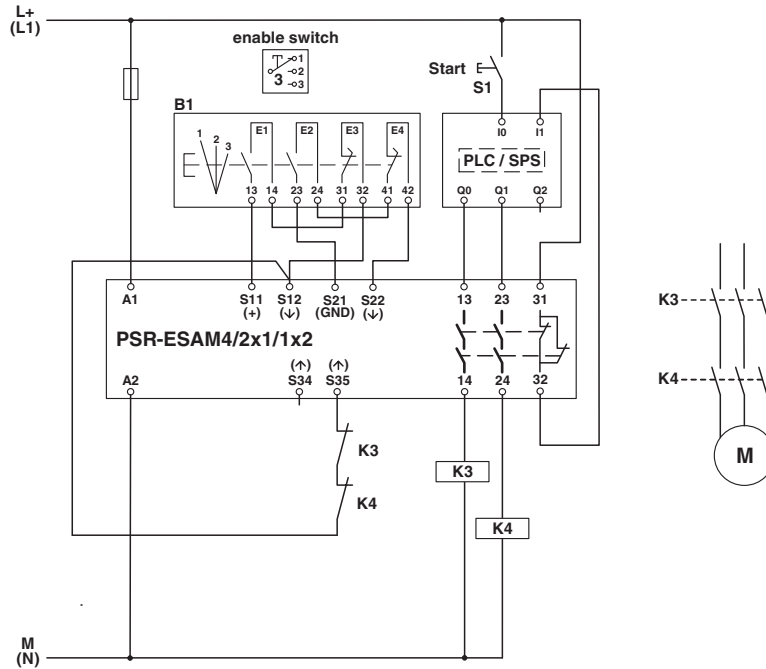 L+
(L1)
enable switch
1
2
3
3
Start
S1
B1
1
2
3
E1
E2
E3
E4
13
14
23
24
31
32
41
42
I0
I1
PLC / SPS
Q0
Q1
Q2
A1
S11
(+)
S12
(↓)
S21
(GND)
S22
(↓)
13
23
31
PSR-ESAM4/2x1/1x2
A2
(↑)
S34
(↑)
S35
14
24
32
K3
K4
K3
K4
K3
K4
M
M
(N)